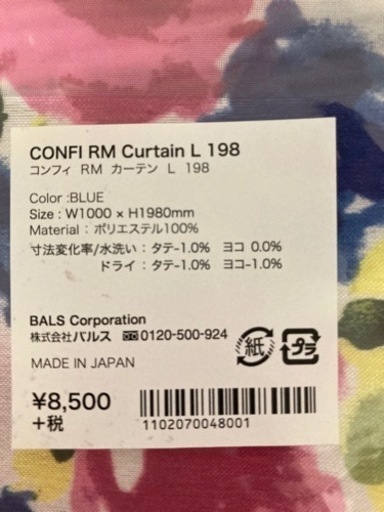 CONFI RM Curtain L 198
コンフィ RM カーテン L 198
Color :BLUE
Size : W1000 × H1980mm
Material : ポリエステル100%
寸法変化率/水洗い : タテ-1.0% ヨコ 0.0%
ドライ : タテ-1.0% ヨコ-1.0%
BALS Corporation
株式会社バルス 0120-500-924
紙 プラ
MADE IN JAPAN
¥8,500
+税
1102070048001